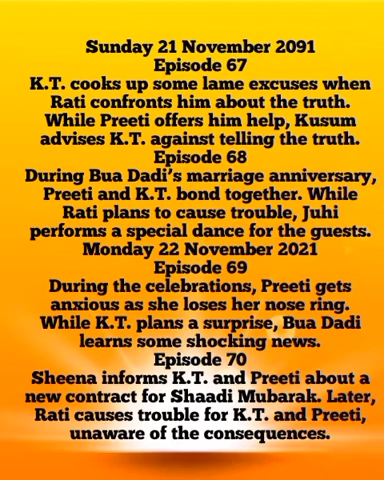 Sunday 21 November 2091
Episode 67
K.T. cooks up some lame excuses when
Rati confronts him about the truth.
While Preeti offers him help, Kusum
advises K.T. against telling the truth.
Episode 68
During Bua Dadi's marriage anniversary,
Preeti and K.T. bond together. While
Rati plans to cause trouble, Juhi
performs a special dance for the guests.
Monday 22 November 2021
Episode 69
During the celebrations, Preeti gets
anxious as she loses her nose ring.
While K.T. plans a surprise, Bua Dadi
learns some shocking news.
Episode 70
Sheena informs K.T. and Preeti about a
new contract for Shaadi Mubarak. Later,
Rati causes trouble for K.T. and Preeti,
unaware of the consequences.